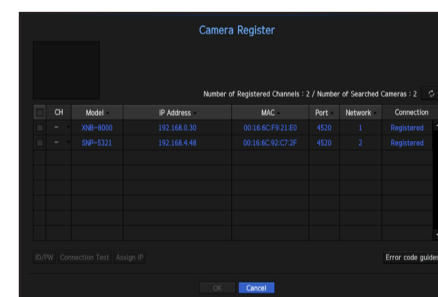 Camera Register
Number of Registered Channels : 2 / Number of Searched Cameras : 2
CH Model IP Address MAC Port Network Connection
- XNB-8000 192.168.0.30 00:16:6C:F9:21:E0 4520 1 Registered
- SNP-5321 192.168.4.48 00:16:6C:92:C7:2F 4520 2 Registered
ID/PW Connection Test Assign IP Error code guides
OK Cancel